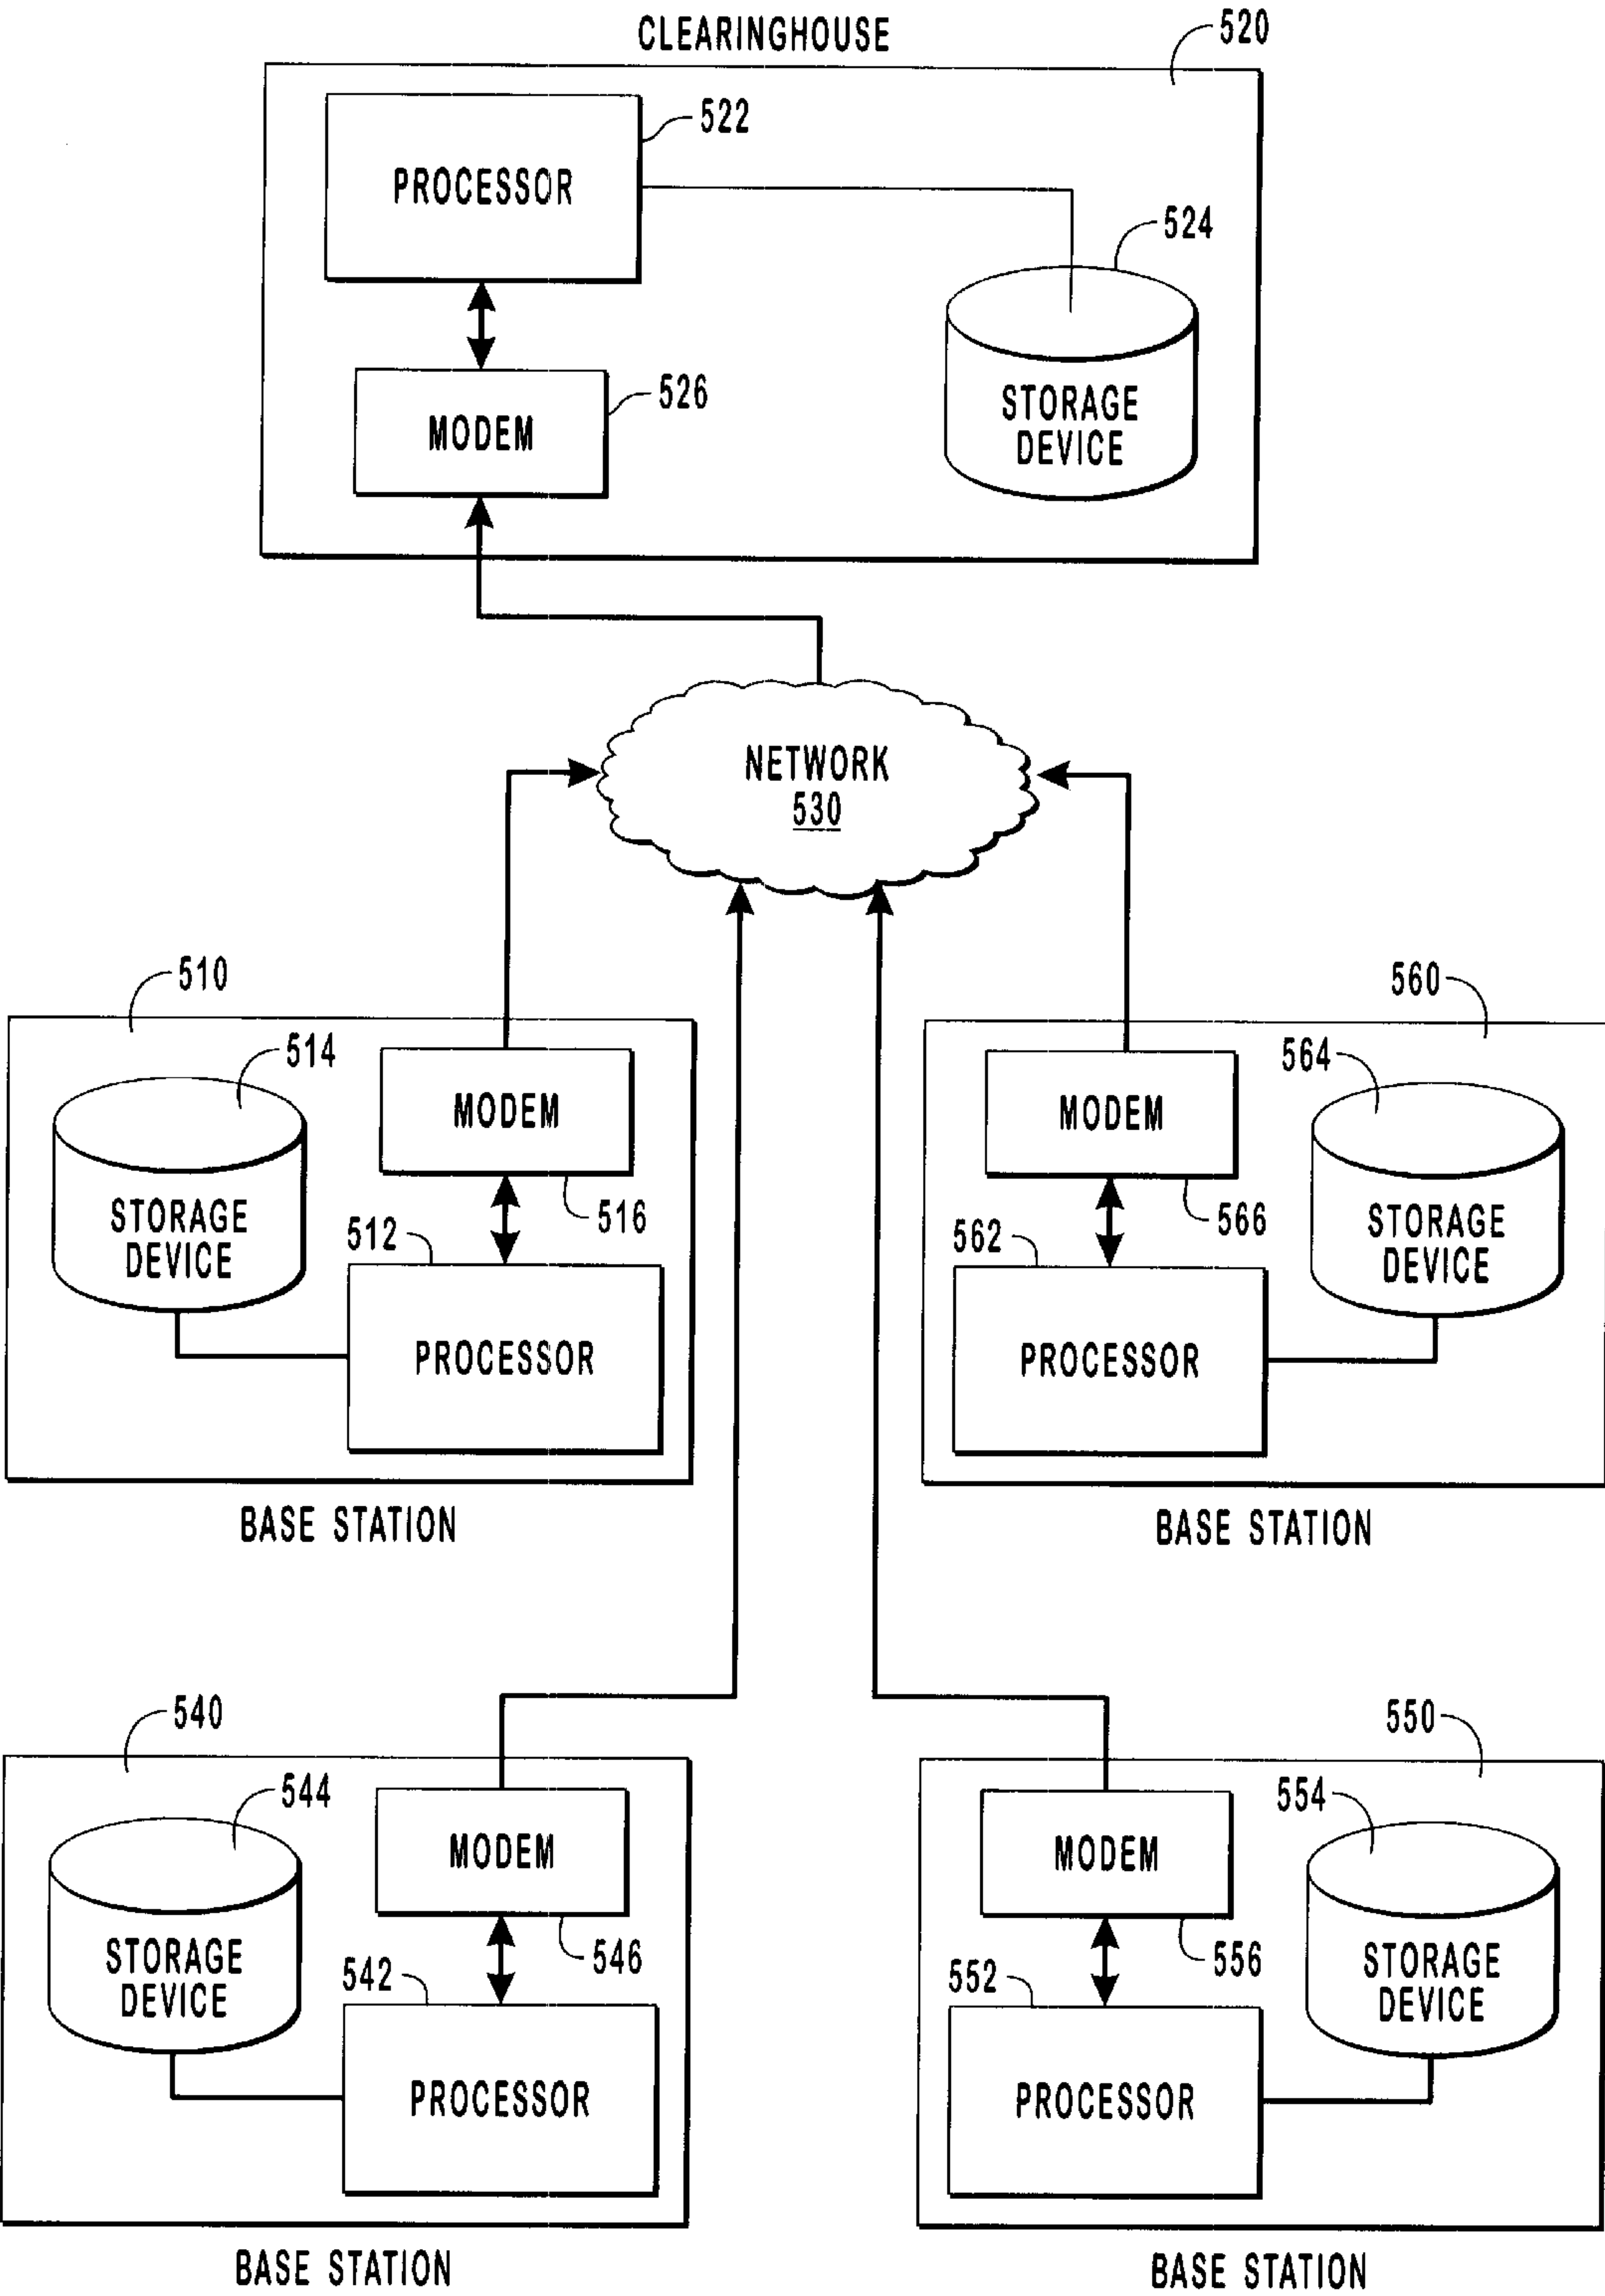 CLEARINGHOUSE
520
522
PROCESSOR
524
526
MODEM
STORAGE
DEVICE
NETWORK
530
510
514
MODEM
STORAGE
DEVICE
516
512
PROCESSOR
BASE STATION
560
564
MODEM
566
562
STORAGE
DEVICE
PROCESSOR
BASE STATION
540
544
MODEM
STORAGE
DEVICE
546
542
PROCESSOR
BASE STATION
550
554
MODEM
556
552
STORAGE
DEVICE
PROCESSOR
BASE STATION